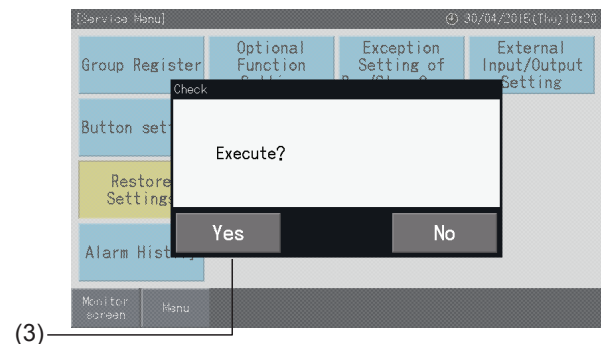 [Service Menu]
30/04/2015(Thu)10:20
Group Register
Optional
Function
Exception
Setting of
External
Input/Output
Setting
Check
Button set
Execute?
Restore
Settings
Yes
No
Alarm Hist
Monitor
screen
Menu
(3)